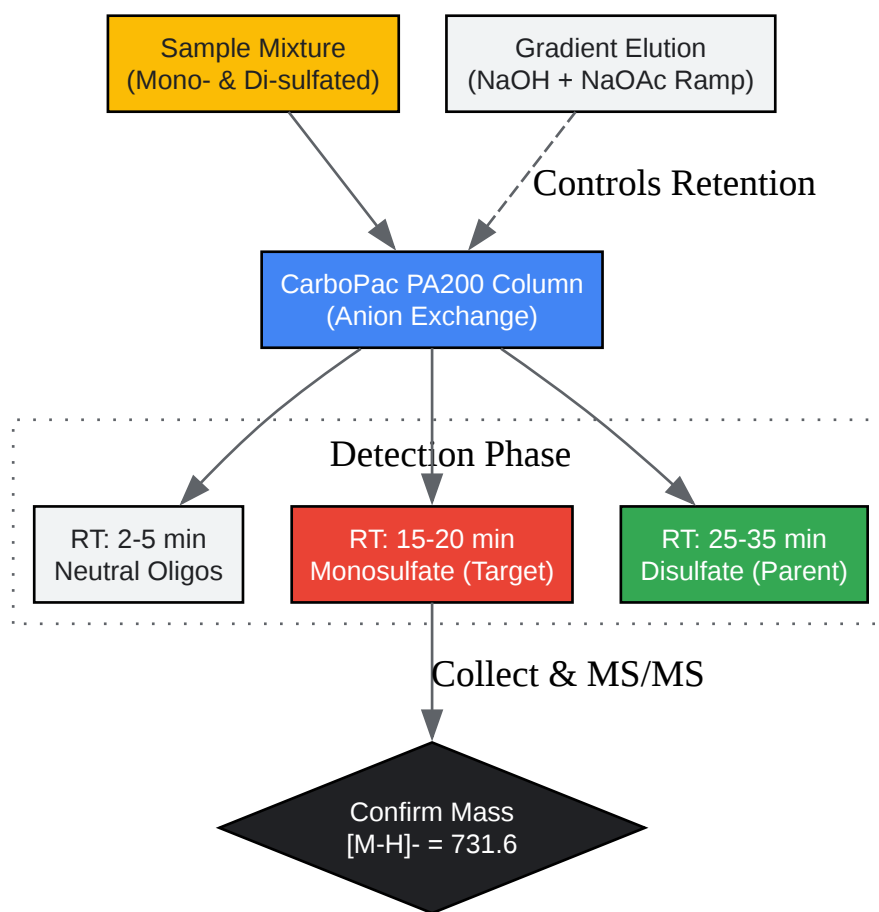 Sample Mixture
(Mono- & Di-sulfated)
Gradient Elution
(NaOH + NaOAc Ramp)
Controls Retention
CarboPac PA200 Column
(Anion Exchange)
Detection Phase
RT: 2-5 min
Neutral Oligos
RT: 15-20 min
Monosulfate (Target)
RT: 25-35 min
Disulfate (Parent)
Collect & MS/MS
Confirm Mass
[M-H]- = 731.6